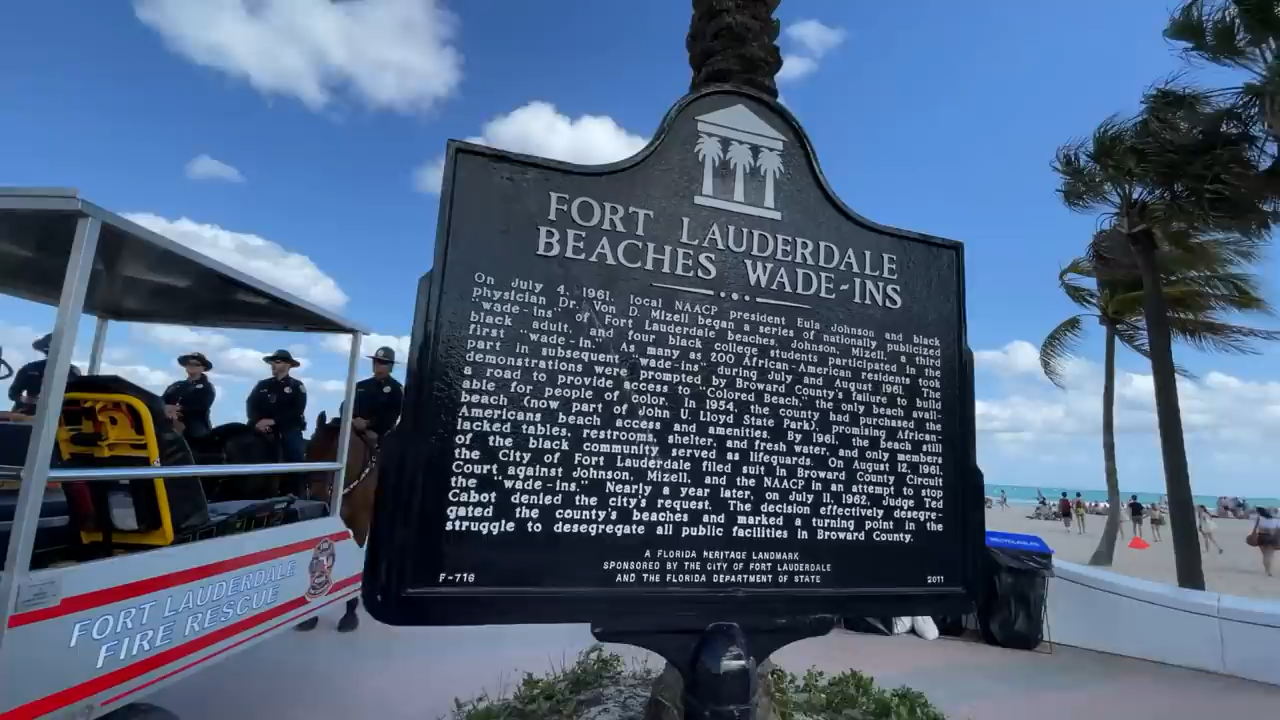 FORT LAUDERDALE
BEACHES WADE-INS
On July 4, 1961, local NAACP president Eula Johnson and black
physician Dr. Von D. Mizell began a series of nationally publicized
"wade-ins" of Fort Lauderdale beaches. Johnson, Mizell, a third
black adult, and four black college students participated in the
first "wade-in." As many as 200 African-American residents took
part in subsequent "wade-ins" during July and August 1961. The
demonstrations were prompted by Broward County's failure to build
a road to provide access to "Colored Beach," the only beach avail-
able for people of color. In 1954, the county had purchased the
beach (now part of John U. Lloyd State Park), promising African-
Americans beach access and amenities. By 1961, the beach still
lacked tables, restrooms, shelter, and fresh water, and only members
of the black community served as lifeguards. On August 12, 1961,
the City of Fort Lauderdale filed suit in Broward County Circuit
Court against Johnson, Mizell, and the NAACP in an attempt to stop
the "wade-ins." Nearly a year later, on July 11, 1962, Judge Ted
Cabot denied the city's request. The decision effectively desegre-
gated the county's beaches and marked a turning point in the
struggle to desegregate all public facilities in Broward County.
A FLORIDA HERITAGE LANDMARK
SPONSORED BY THE CITY OF FORT LAUDERDALE
AND THE FLORIDA DEPARTMENT OF STATE
F-716
2011
FORT LAUDERDALE
FIRE RESCUE